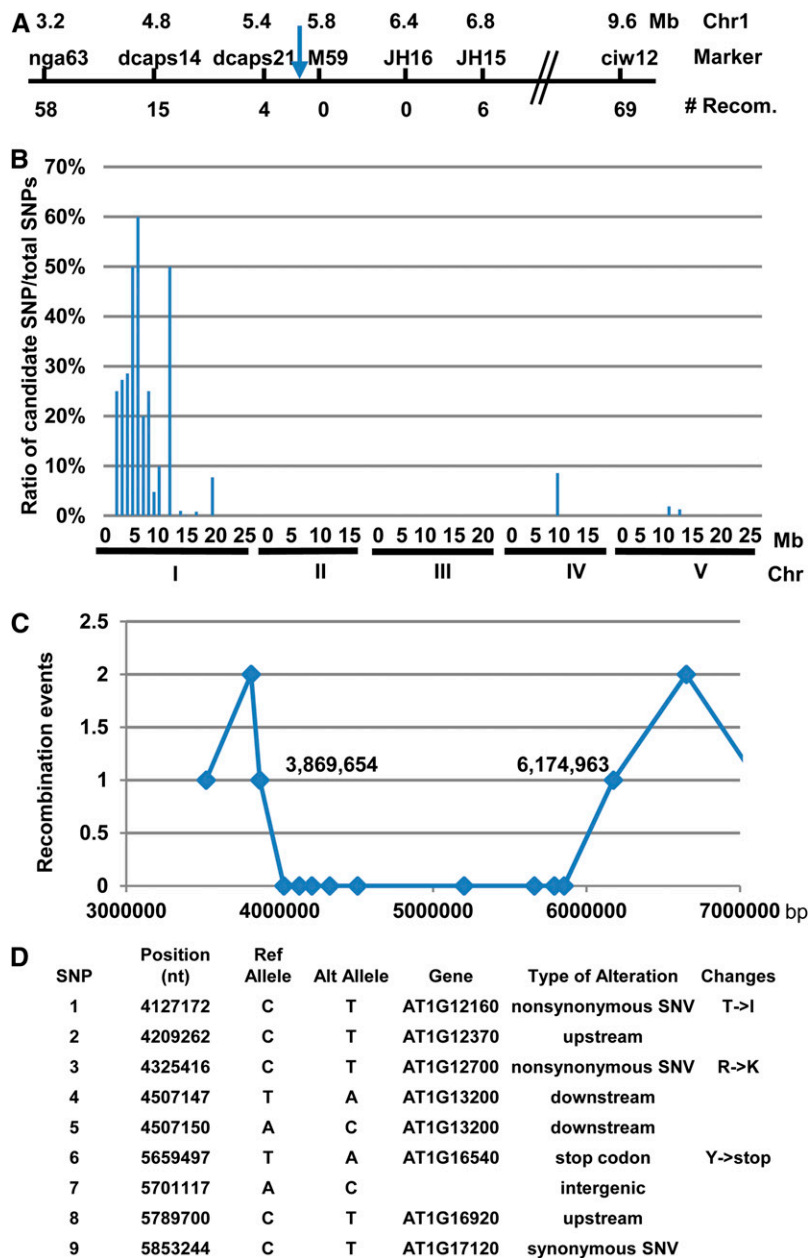 A 3.2 4.8 5.4 5.8 6.4 6.8 9.6 Mb Chr1
nga63 dcaps14 dcaps21 M59 JH16 JH15 ciw12 Marker
58 15 4 0 0 6 69 # Recom.
B
70%
60%
50%
40%
30%
20%
10%
0%
Ratio of candidate SNP/total SNPs
0 5 10 15 20 25 0 5 10 15 0 5 10 15 20 0 5 10 15 0 5 10 15 20 25 Mb
I II III IV V Chr
C
2.5
2
1.5
1
0.5
0
Recombination events
3,869,654 6,174,963
3000000 4000000 5000000 6000000 7000000 bp
D
SNP Position (nt) Ref Allele Alt Allele Gene Type of Alteration Changes
1 4127172 C T AT1G12160 nonsynonymous SNV T->I
2 4209262 C T AT1G12370 upstream
3 4325416 C T AT1G12700 nonsynonymous SNV R->K
4 4507147 T A AT1G13200 downstream
5 4507150 A C AT1G13200 downstream
6 5659497 T A AT1G16540 stop codon Y->stop
7 5701117 A C intergenic
8 5789700 C T AT1G16920 upstream
9 5853244 C T AT1G17120 synonymous SNV